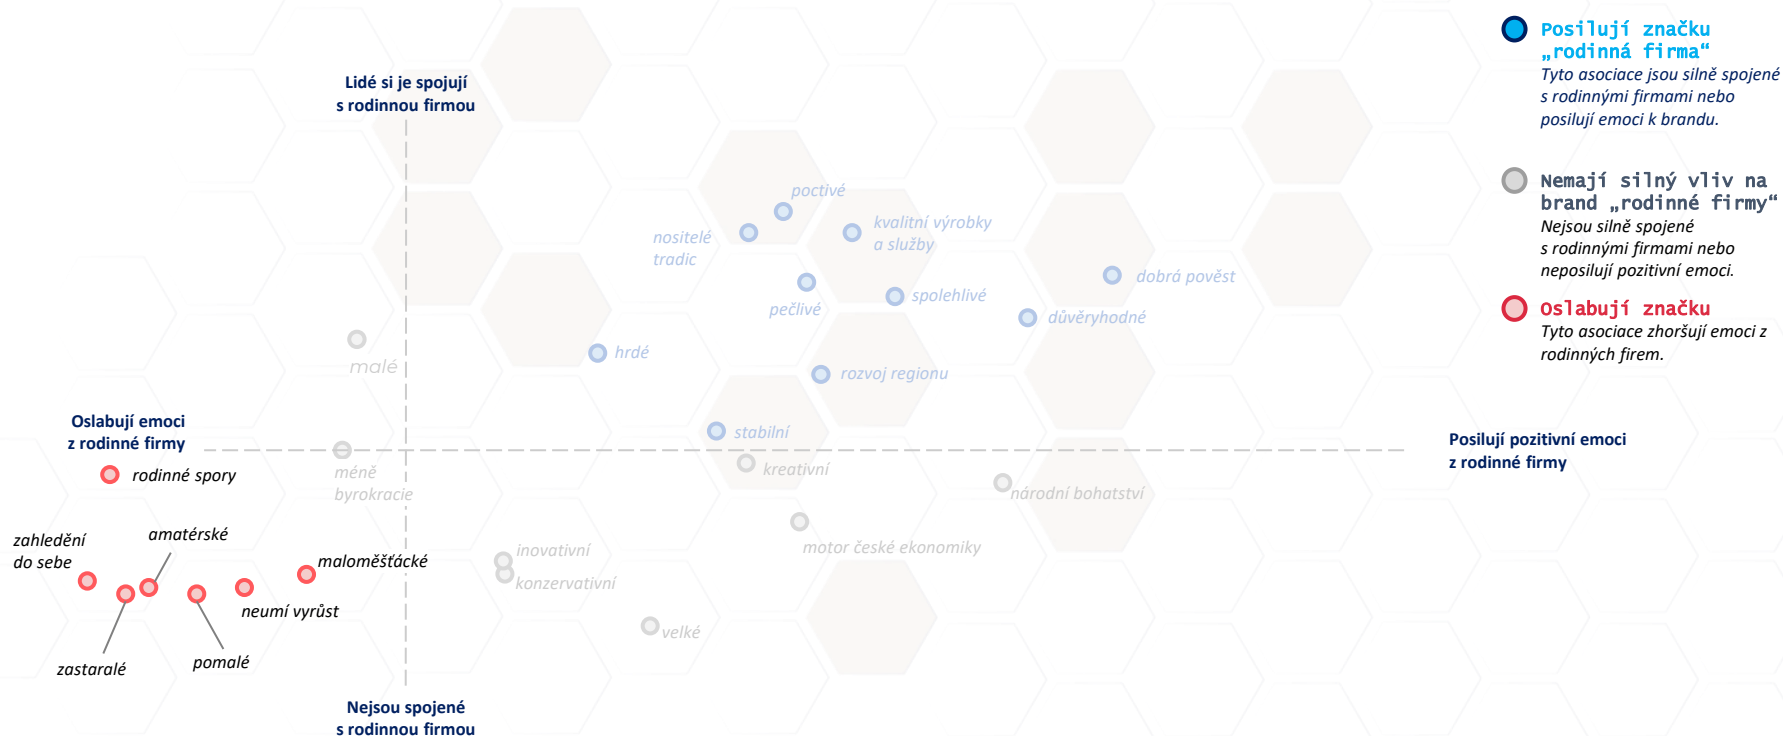 Lidé si je spojují
s rodinnou firmou
poctivé
nositelé
tradic
kvalitní výrobky
a služby
pečlivé
spolehlivé
dobrá pověst
důvěryhodné
malé
hrdé
rozvoj regionu
Oslabují emoci
z rodinné firmy
stabilní
Posilují pozitivní emoci
z rodinné firmy
rodinné spory
méně
byrokracie
kreativní
národní bohatství
zahledění
do sebe
amatérské
maloměšťácké
inovativní
konzervativní
motor české ekonomiky
neumí vyrůst
velké
zastaralé
pomalé
Nejsou spojené
s rodinnou firmou
Posilují značku
„rodinná firma“
Tyto asociace jsou silně spojené
s rodinnými firmami nebo
posilují emoci k brandu.
Nemají silný vliv na
brand „rodinné firmy“
Nejsou silně spojené
s rodinnými firmami nebo
neposilují pozitivní emoci.
Oslabují značku
Tyto asociace zhoršují emoci z
rodinných firem.